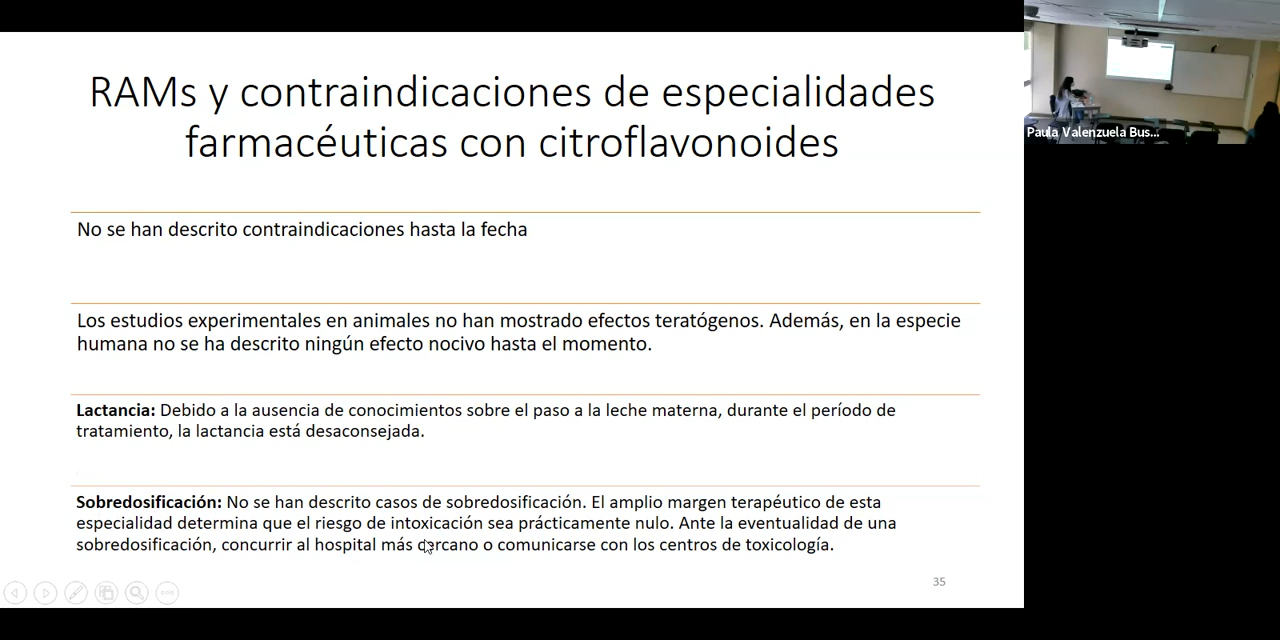 RAMs y contraindicaciones de especialidades
farmacéuticas con citroflavonoides
Paula Valenzuela Bus...
No se han descrito contraindicaciones hasta la fecha
Los estudios experimentales en animales no han mostrado efectos teratógenos. Además, en la especie
humana no se ha descrito ningún efecto nocivo hasta el momento.
Lactancia: Debido a la ausencia de conocimientos sobre el paso a la leche materna, durante el período de
tratamiento, la lactancia está desaconsejada.
Sobredosificación: No se han descrito casos de sobredosificación. El amplio margen terapéutico de esta
especialidad determina que el riesgo de intoxicación sea prácticamente nulo. Ante la eventualidad de una
sobredosificación, concurrir al hospital más cercano o comunicarse con los centros de toxicología.
35